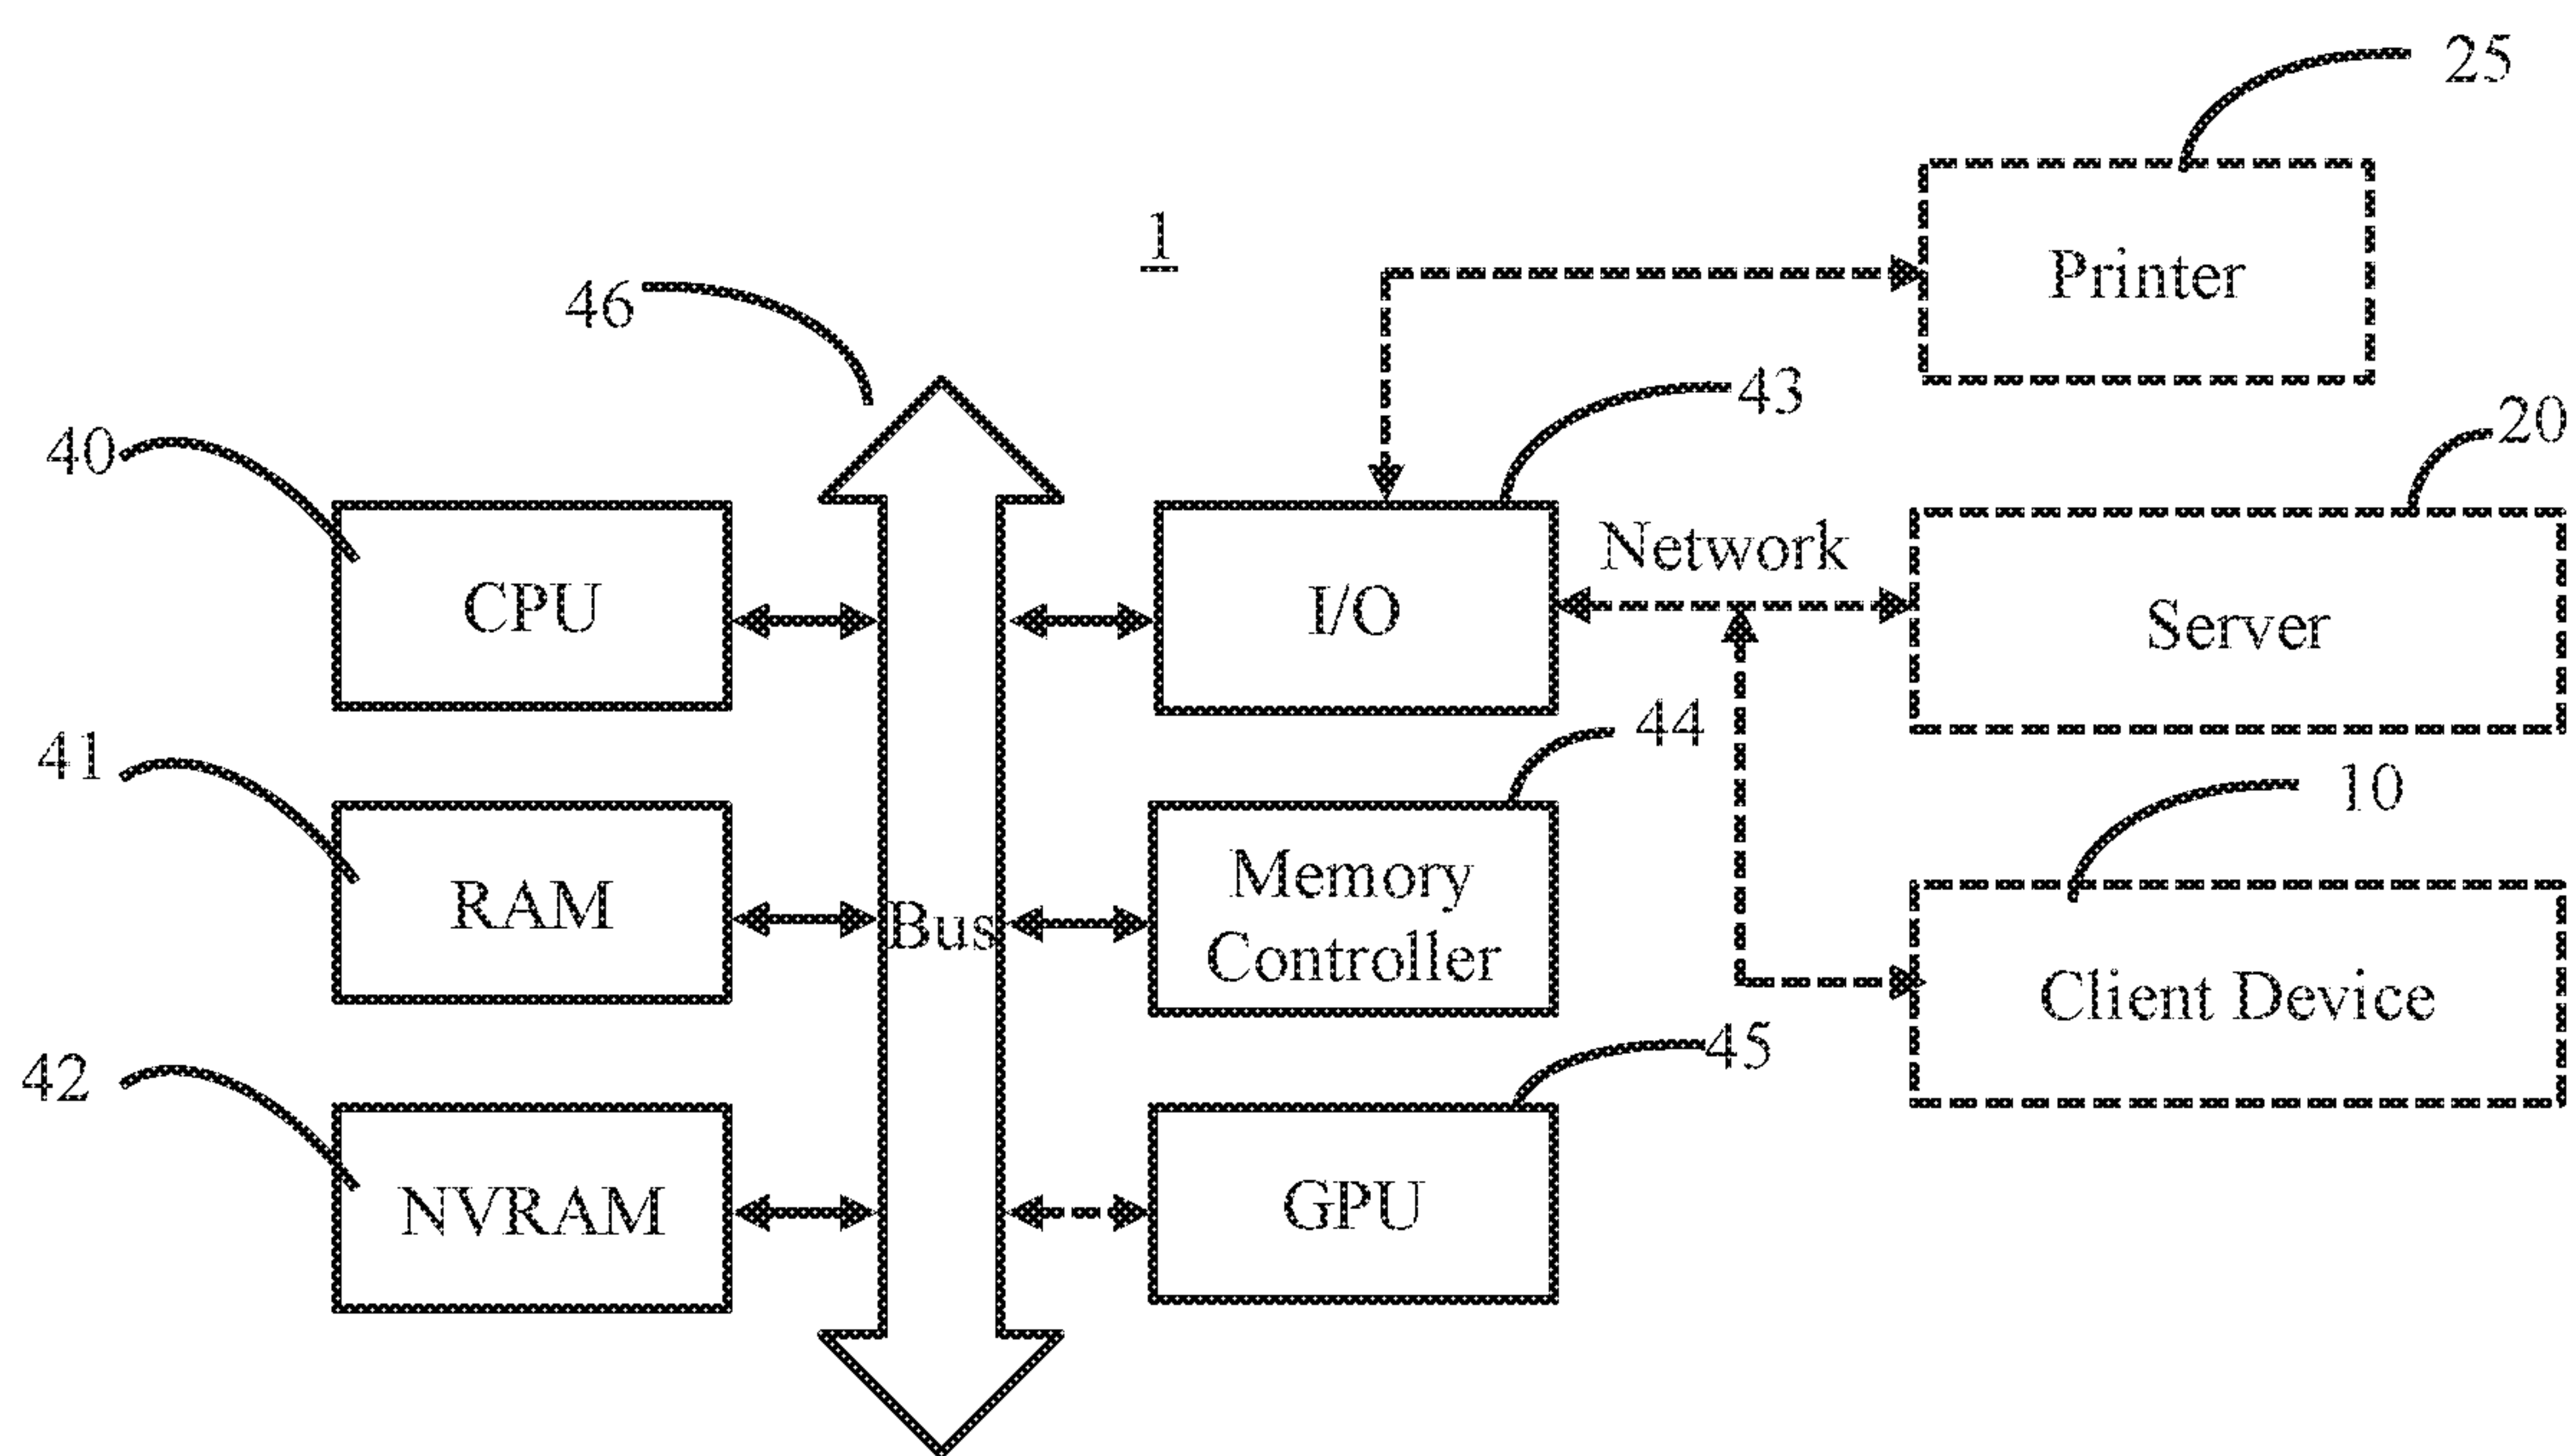 25
1
Printer
46
43
20
40
Network
CPU
I/O
Server
44
41
10
Memory
Controller
RAM
Bus
Client Device
45
42
NVRAM
GPU